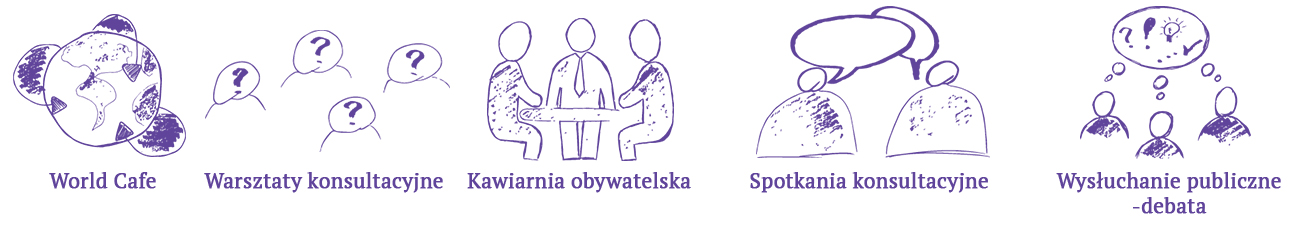 World Cafe
Warsztaty konsultacyjne
Kawiarnia obywatelska
Spotkania konsultacyjne
Wysłuchanie publiczne
-debata